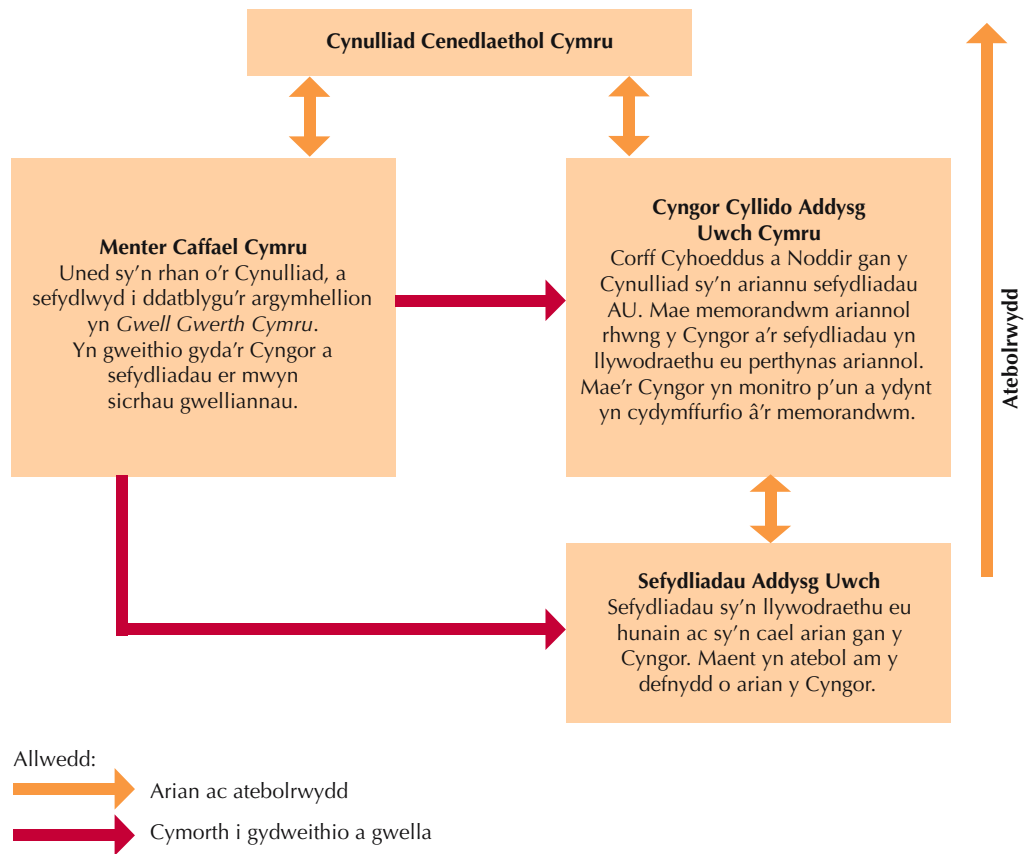 Cynulliad Cenedlaethol Cymru
Menter Caffael Cymru
Uned sy'n rhan o'r Cynulliad, a
sefydlwyd i ddatblygu'r argymhellion
yn Gwell Gwerth Cymru.
Yn gweithio gyda'r Cyngor a
sefydliadau er mwyn
sicrhau gwelliannau.
Cyngor Cyllido Addysg
Uwch Cymru
Corff Cyhoeddus a Noddir gan y
Cynulliad sy'n ariannu sefydliadau
AU. Mae memorandwm ariannol
rhwng y Cyngor a'r sefydliadau yn
llywodraethu eu perthynas ariannol.
Mae'r Cyngor yn monitro p'un a ydynt
yn cydymffurfio â'r memorandwm.
Atebolrwydd
Sefydliadau Addysg Uwch
Sefydliadau sy'n llywodraethu eu
hunain ac sy'n cael arian gan y
Cyngor. Maent yn atebol am y
defnydd o arian y Cyngor.
Allwedd:
Arian ac atebolrwydd
Cymorth i gydweithio a gwella